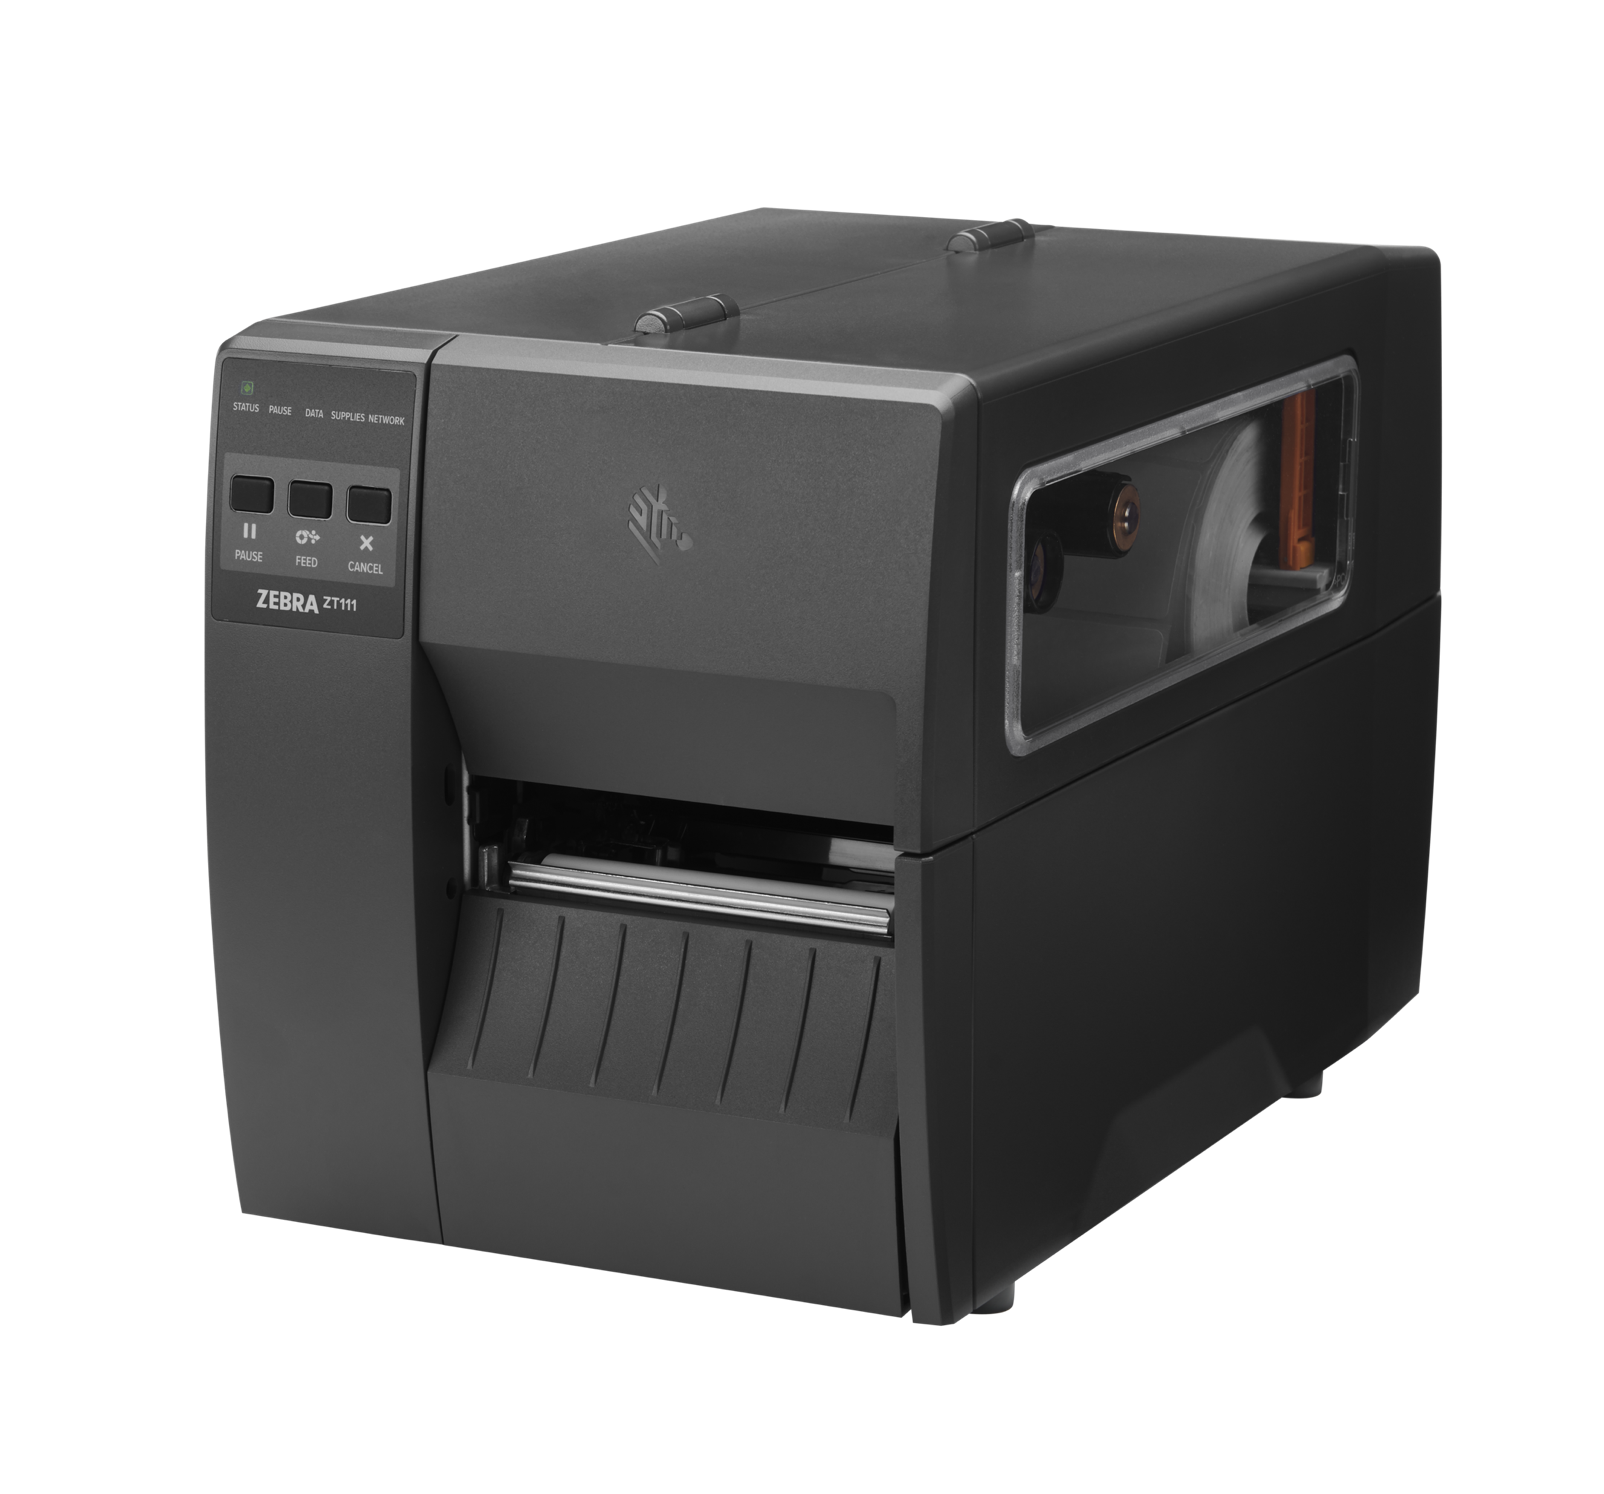 STATUS PAUSE DATA SUPPLIES NETWORK
PAUSE FEED CANCEL
ZEBRA ZT111